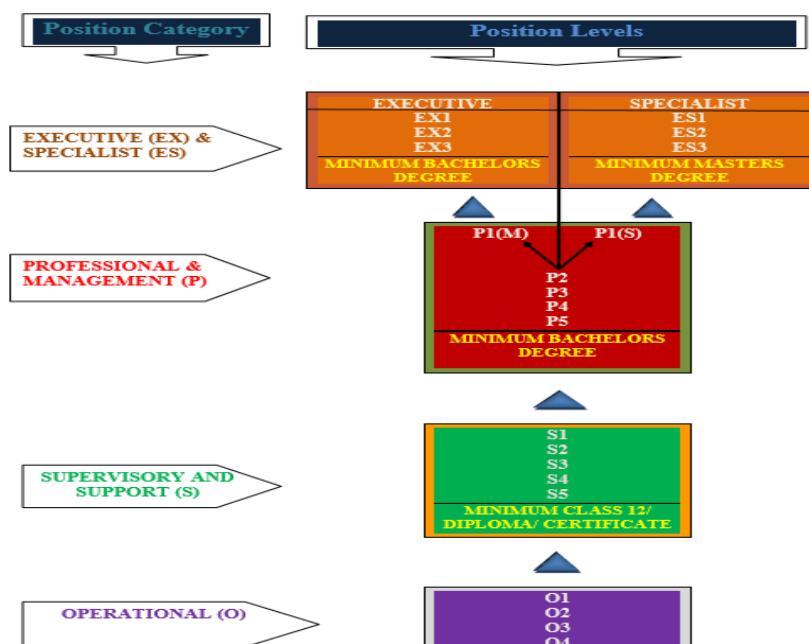 Position Category
Position Levels
EXECUTIVE (EX) &
SPECIALIST (ES)
EXECUTIVE
EX1
EX2
EX3
MINIMUM BACHELORS
DEGREE
SPECIALIST
ES1
ES2
ES3
MINIMUM MASTERS
DEGREE
PROFESSIONAL &
MANAGEMENT (P)
P1(M)
P1(S)
P2
P3
P4
P5
MINIMUM BACHELORS
DEGREE
SUPERVISORY AND
SUPPORT (S)
S1
S2
S3
S4
S5
MINIMUM CLASS 12/
DIPLOMA/ CERTIFICATE
OPERATIONAL (O)
O1
O2
O3
O4